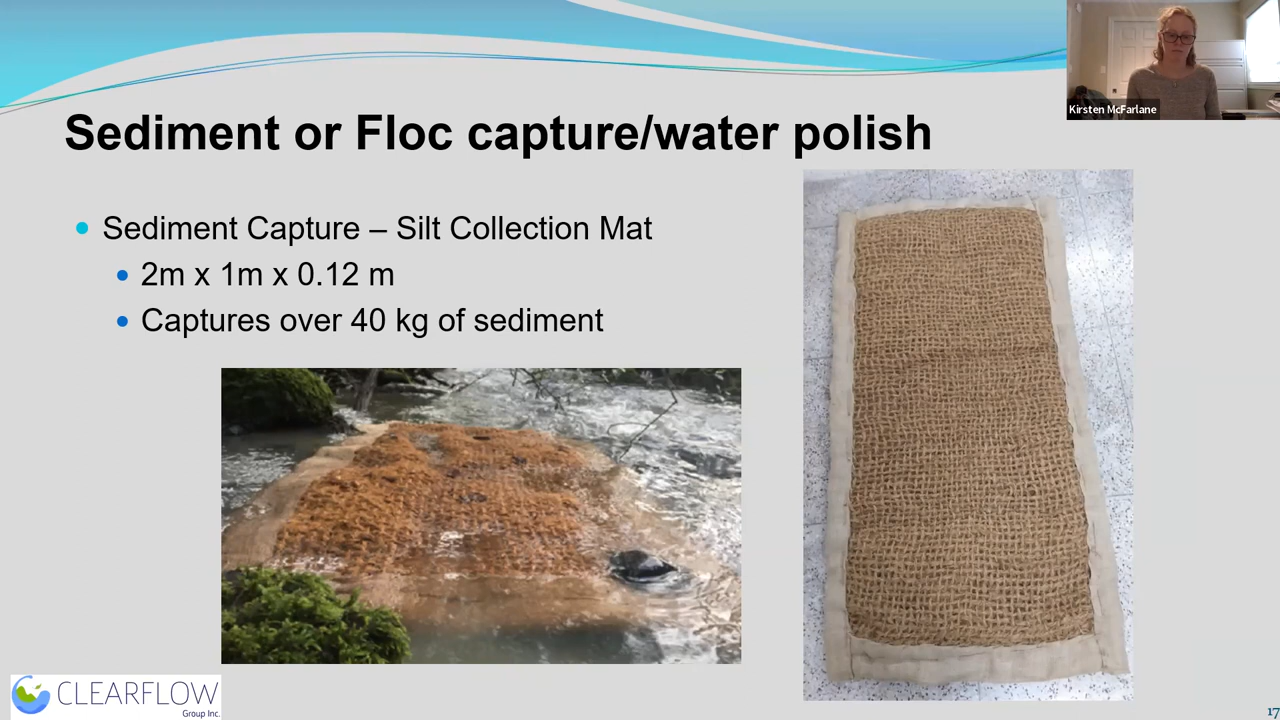 Kirsten McFarlane
Sediment or Floc capture/water polish
Sediment Capture – Silt Collection Mat
2m x 1m x 0.12 m
Captures over 40 kg of sediment
CLEARFLOW
Group Inc.
17